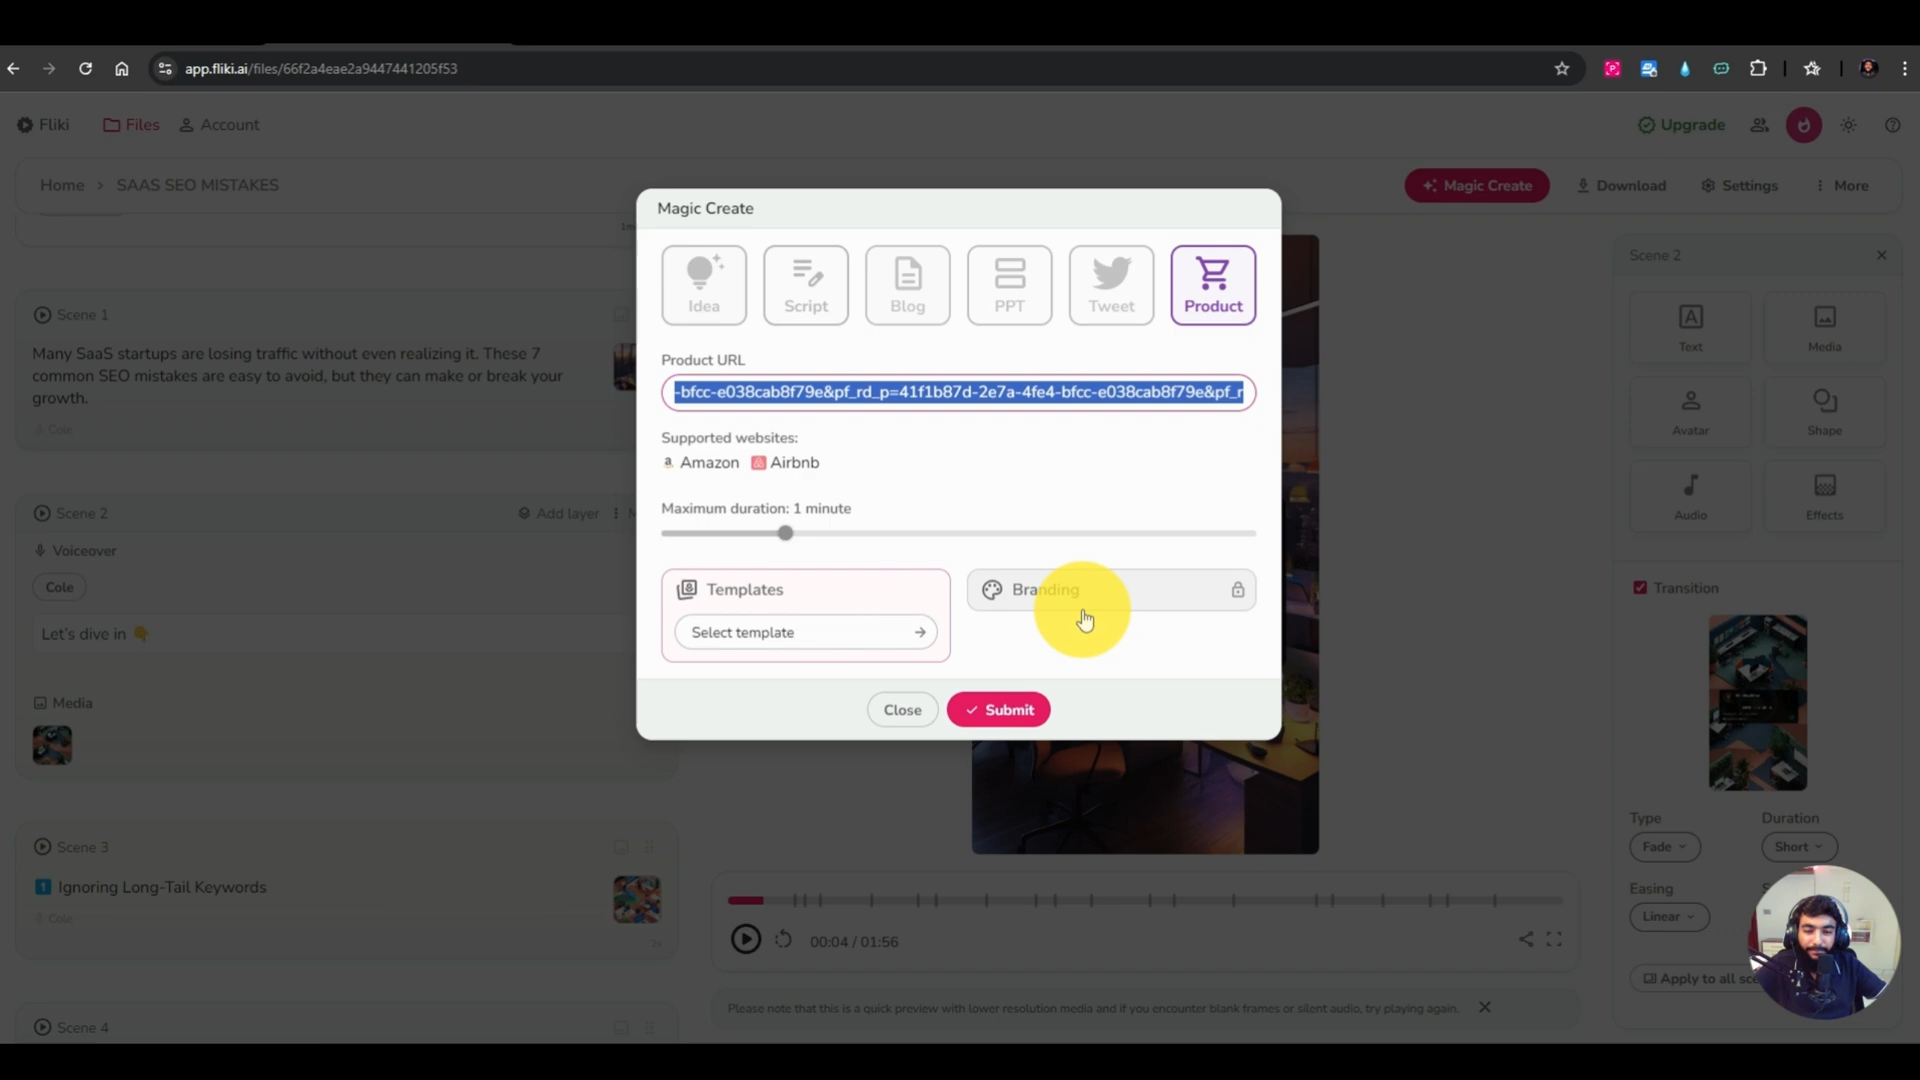 app.fliki.ai/files/66f2a4eae2a9447441205f53
Fliki
Files
Account
Upgrade
Home > SAAS SEO MISTAKES
Magic Create
Download
Settings
More
Scene 1
Many SaaS startups are losing traffic without even realizing it. These 7
common SEO mistakes are easy to avoid, but they can make or break your
growth.
Cole
Scene 2
Add layer
Voiceover
Cole
Let's dive in 👇
Media
Scene 3
1 Ignoring Long-Tail Keywords
Cole
2s
Scene 4
Magic Create
Idea
Script
Blog
PPT
Tweet
Product
Product URL
-bfcc-e038cab8f79e&pf_rd_p=41f1b87d-2e7a-4fe4-bfcc-e038cab8f79e&pf_r
Supported websites:
Amazon
Airbnb
Maximum duration: 1 minute
Templates
Select template
Branding
Close
Submit
00:04 / 01:56
Please note that this is a quick preview with lower resolution media and if you encounter blank frames or silent audio, try playing again.
Scene 2
Text
Media
Avatar
Shape
Audio
Effects
Transition
Type
Duration
Fade
Short
Easing
Linear
Apply to all